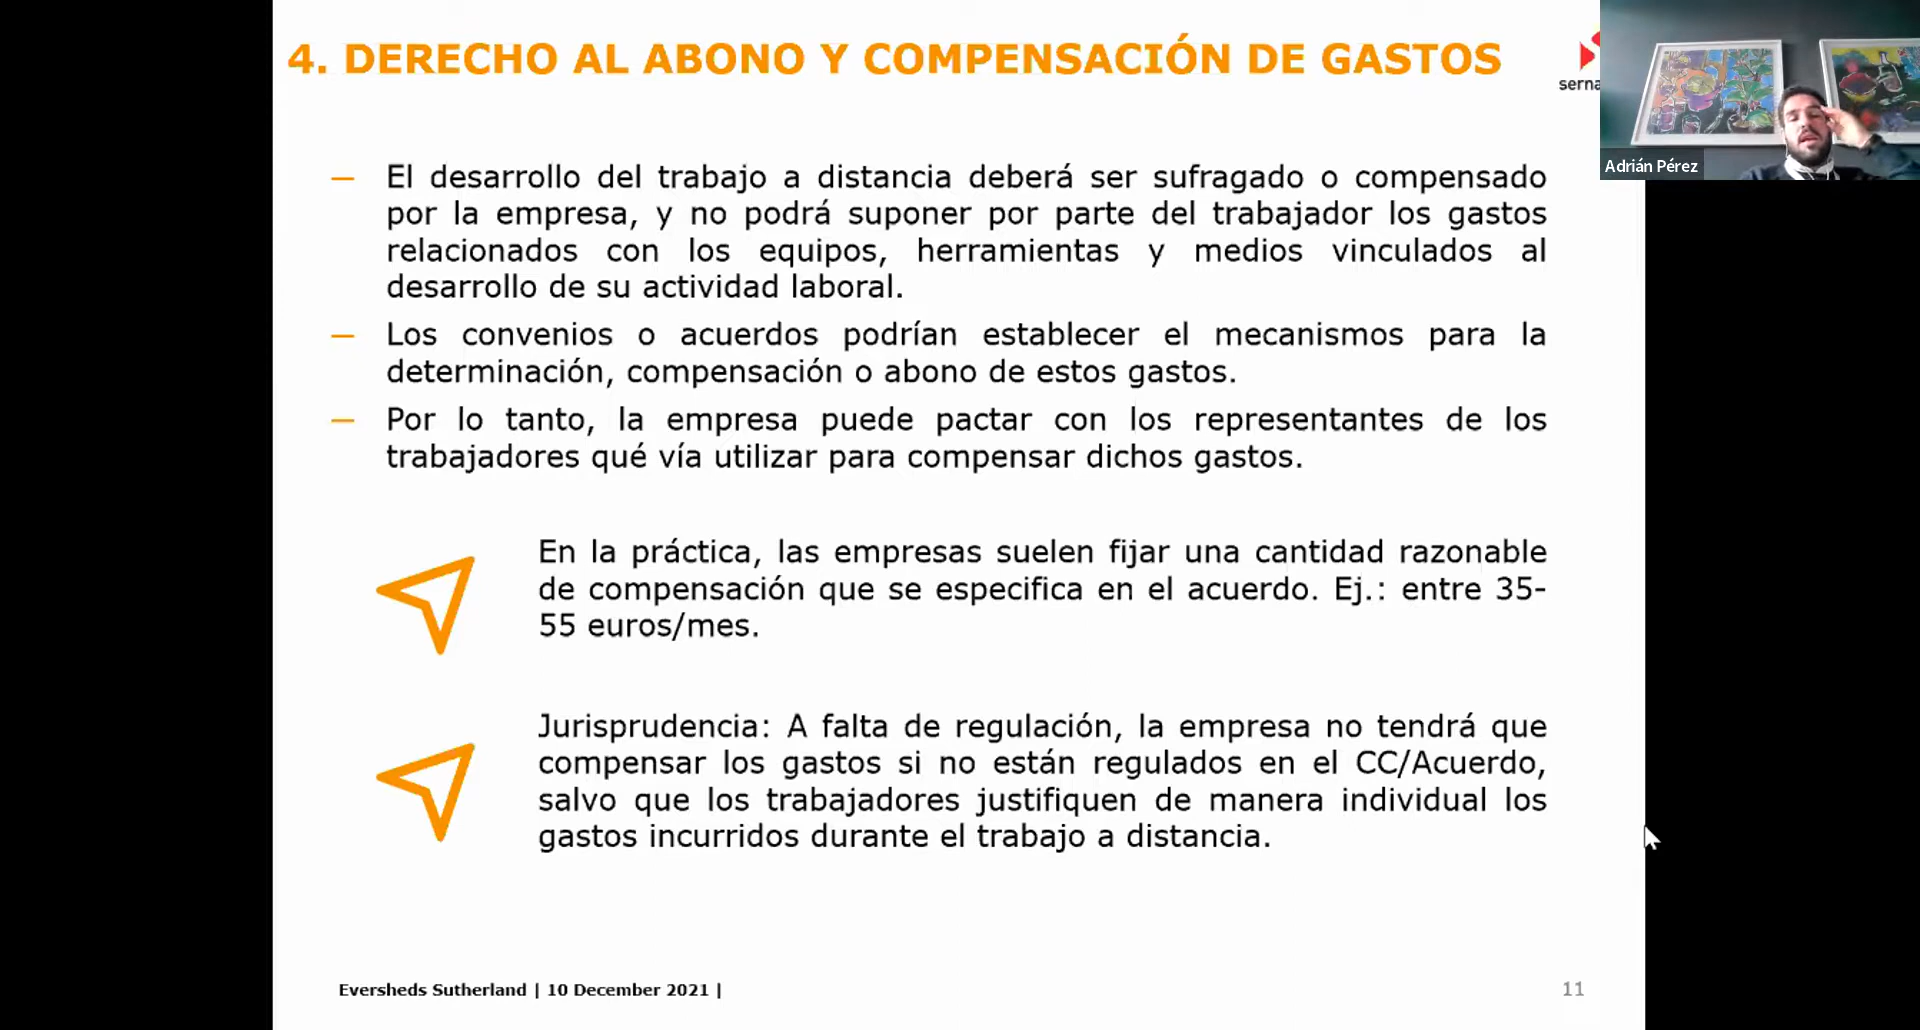 4. DERECHO AL ABONO Y COMPENSACIÓN DE GASTOS
Adrián Pérez
— El desarrollo del trabajo a distancia deberá ser sufragado o compensado
por la empresa, y no podrá suponer por parte del trabajador los gastos
relacionados con los equipos, herramientas y medios vinculados al
desarrollo de su actividad laboral.
— Los convenios o acuerdos podrían establecer el mecanismos para la
determinación, compensación o abono de estos gastos.
— Por lo tanto, la empresa puede pactar con los representantes de los
trabajadores qué vía utilizar para compensar dichos gastos.
En la práctica, las empresas suelen fijar una cantidad razonable
de compensación que se especifica en el acuerdo. Ej.: entre 35-
55 euros/mes.
Jurisprudencia: A falta de regulación, la empresa no tendrá que
compensar los gastos si no están regulados en el CC/Acuerdo,
salvo que los trabajadores justifiquen de manera individual los
gastos incurridos durante el trabajo a distancia.
Eversheds Sutherland | 10 December 2021 |
11